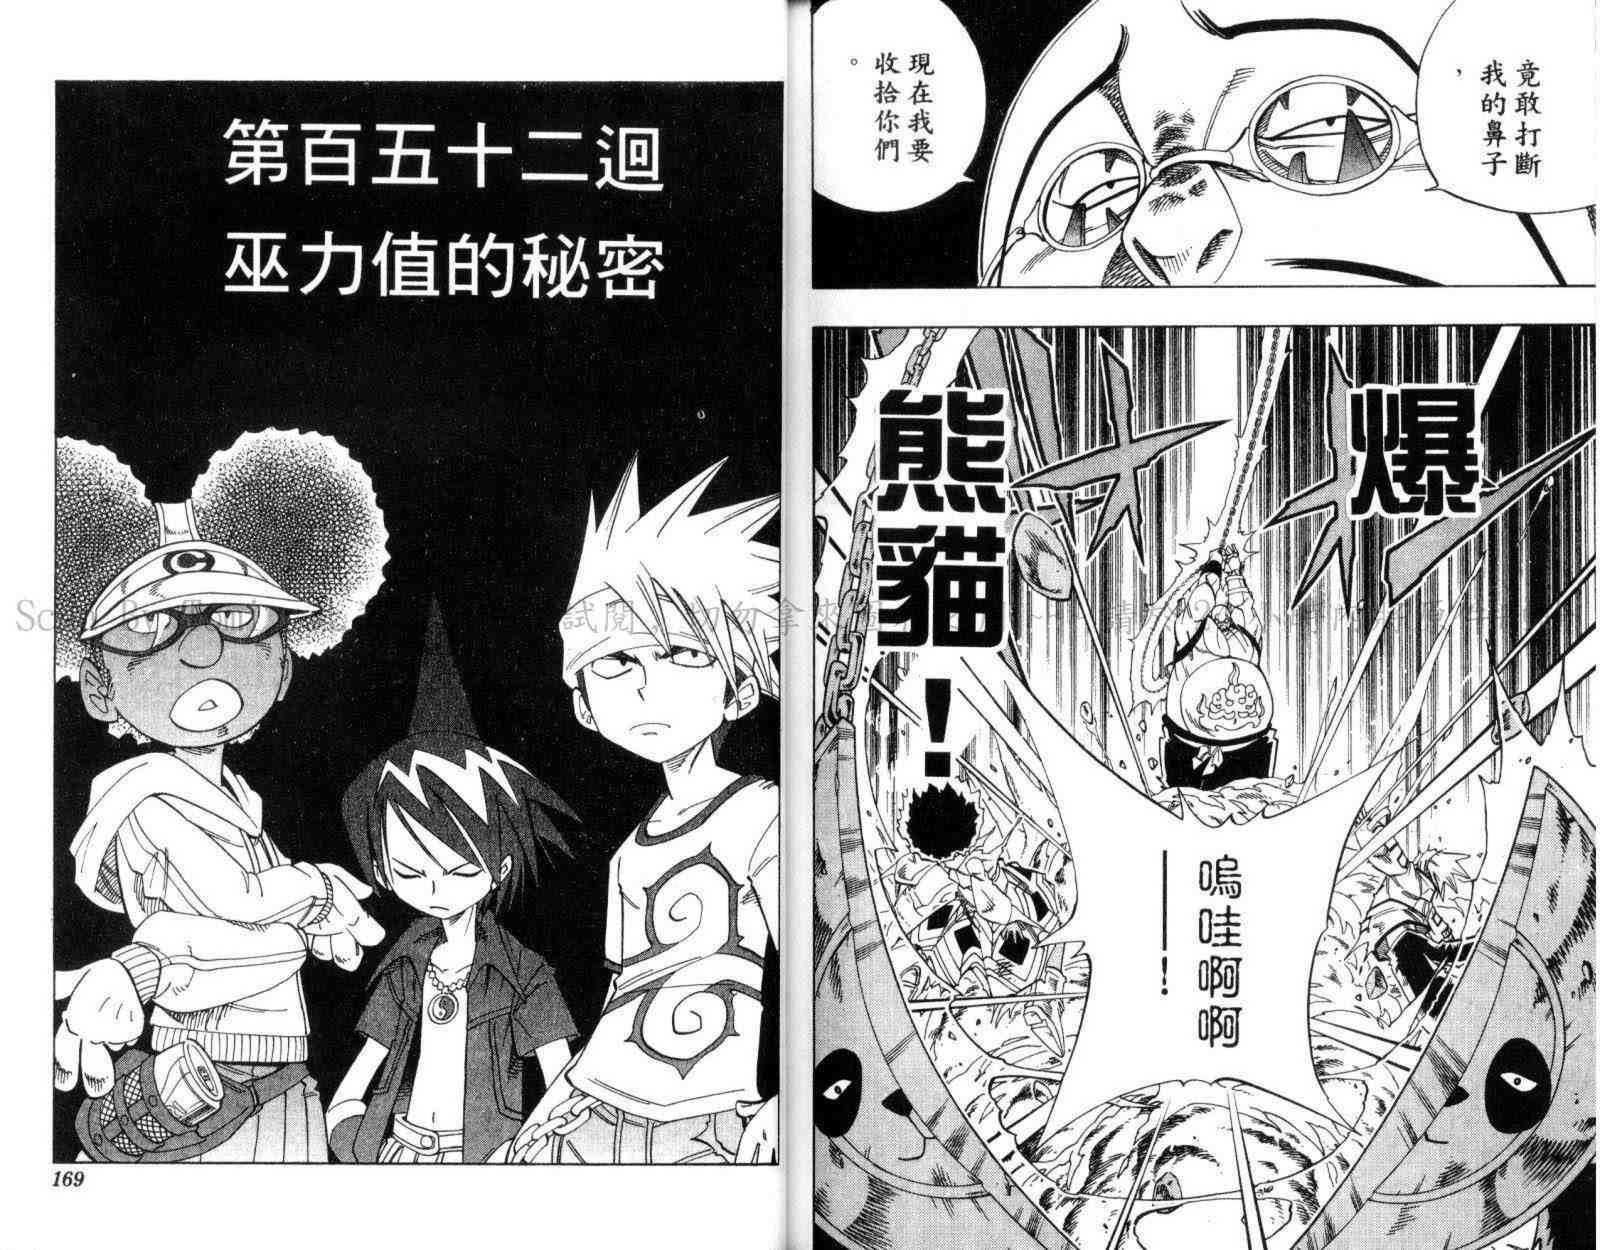 竟敢打斷
我的鼻子，
現在我要
收拾你們。
爆
熊貓！
嗚哇啊啊
——！
第百五十二迴
巫力值的秘密
C
169